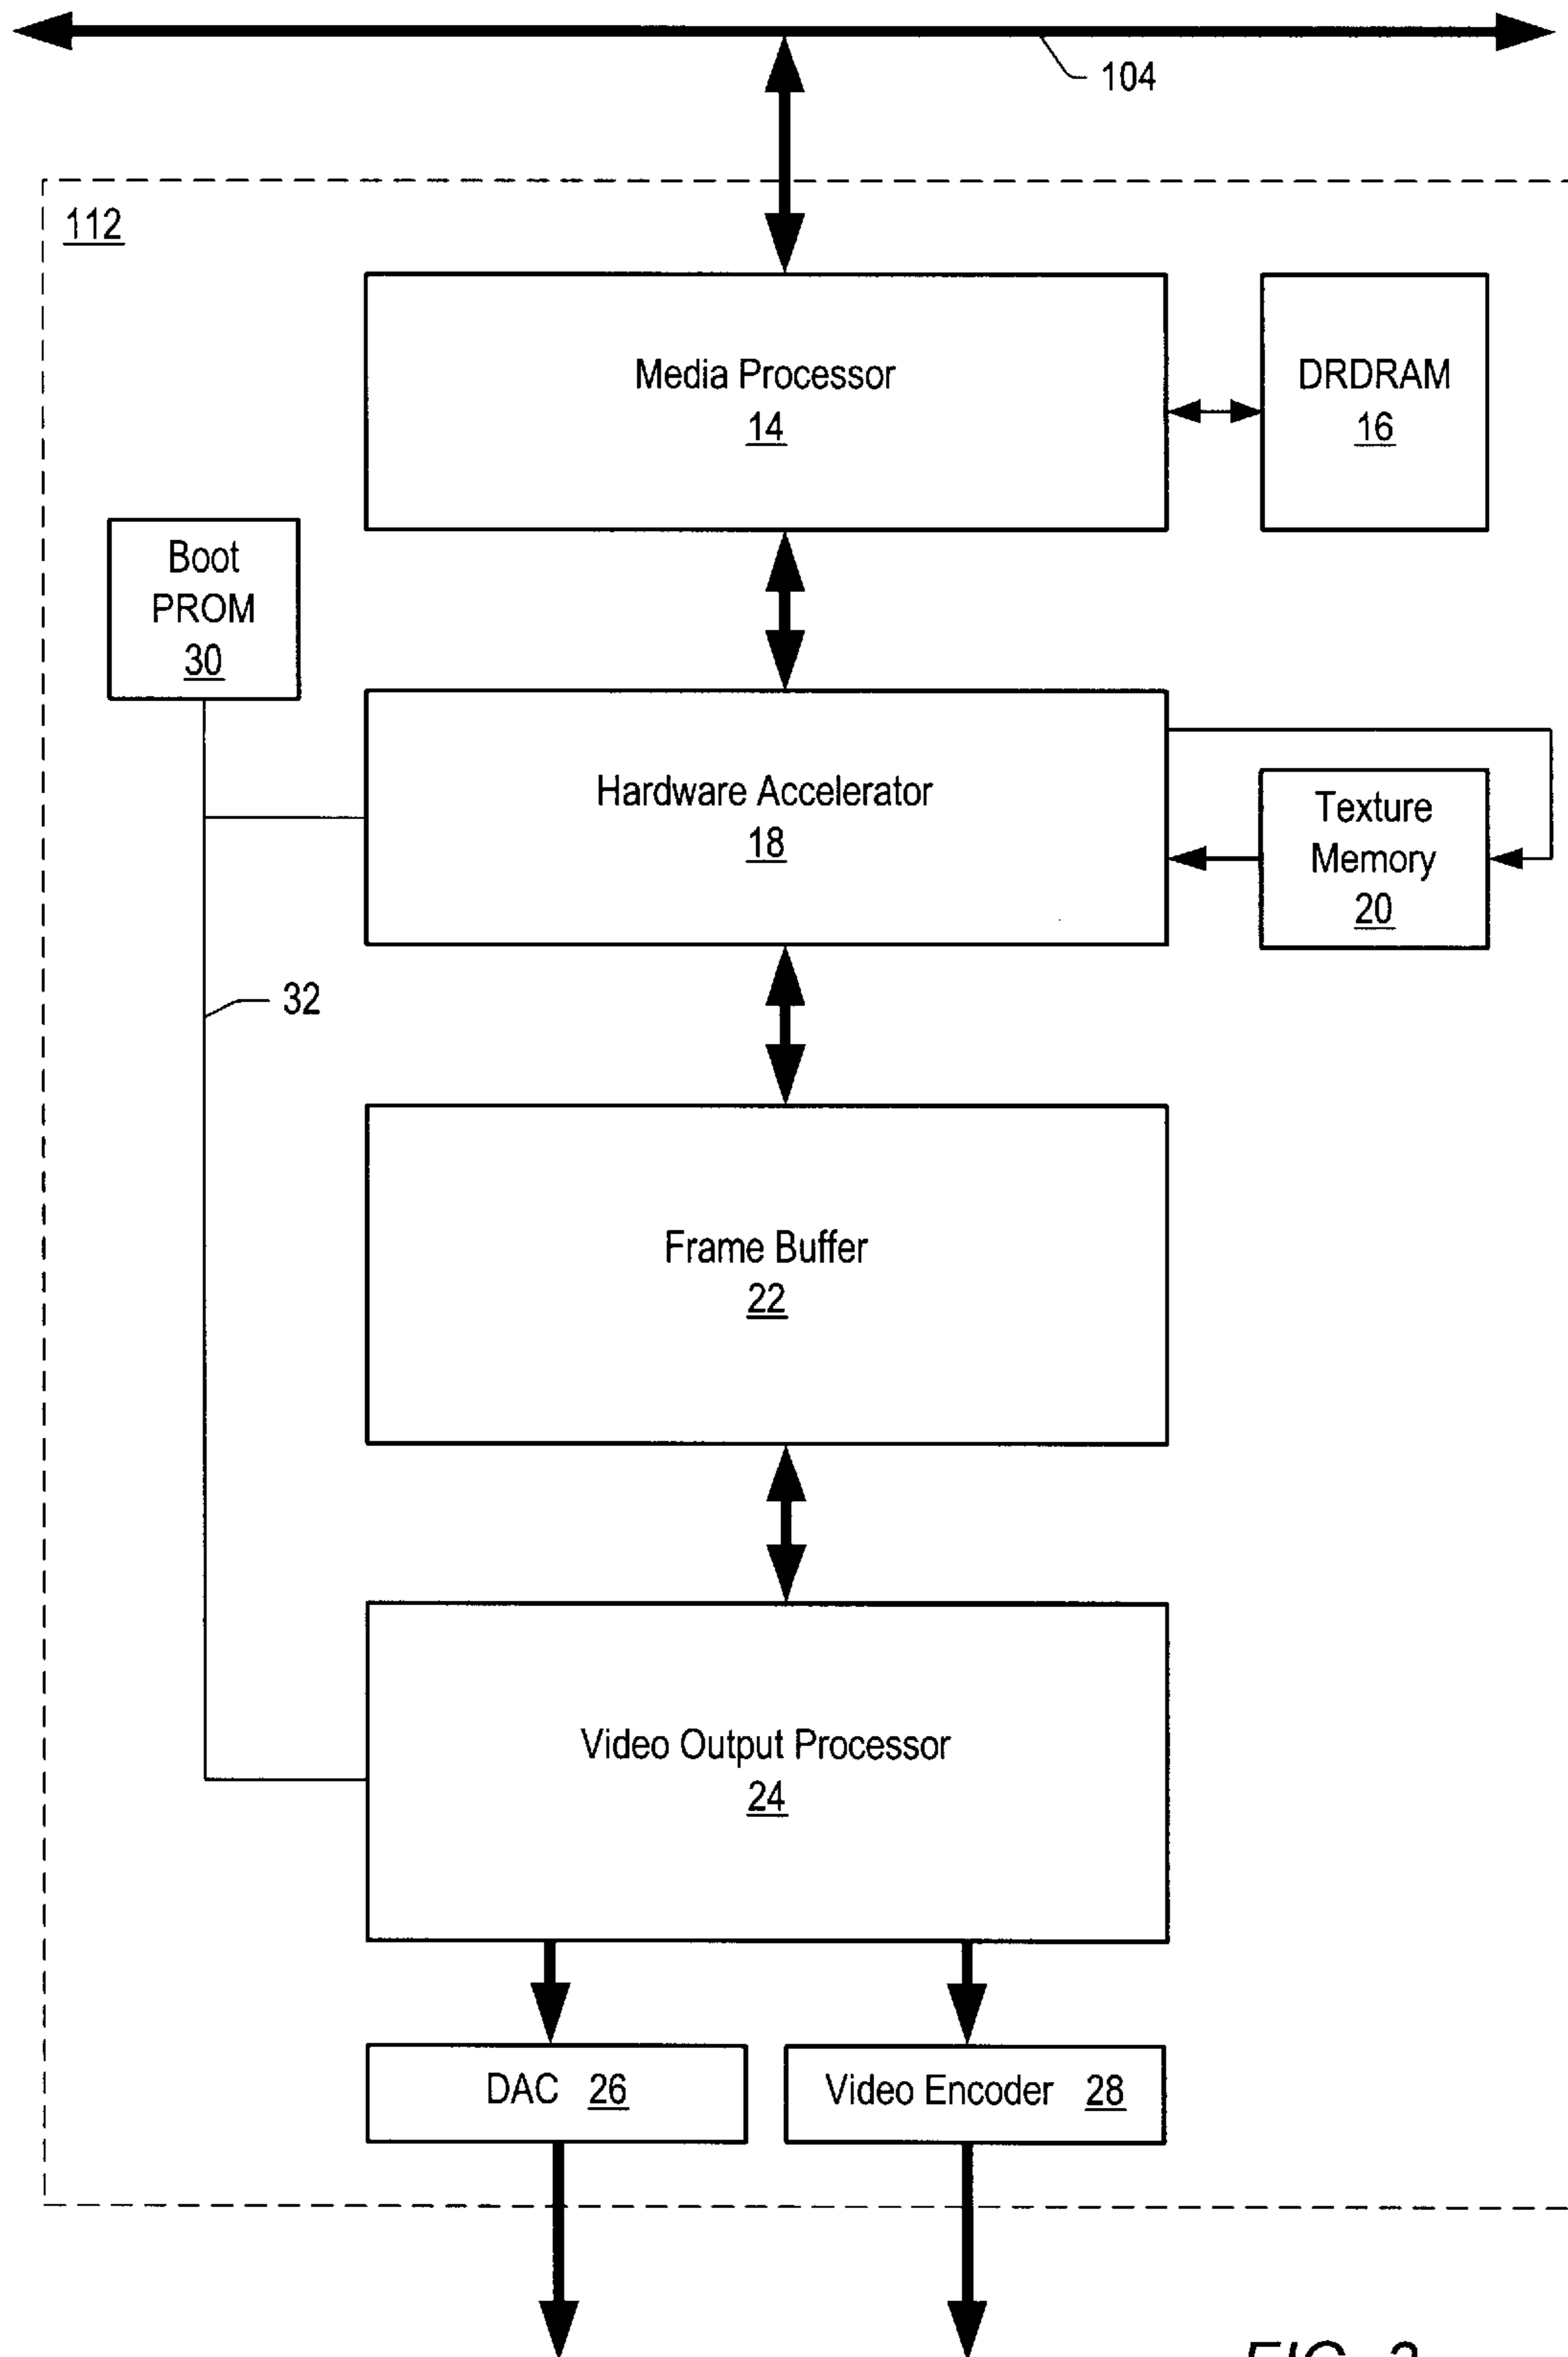 104
112
Media Processor
14
DRDRAM
16
Boot
PROM
30
Hardware Accelerator
18
Texture
Memory
20
32
Frame Buffer
22
Video Output Processor
24
DAC 26
Video Encoder 28